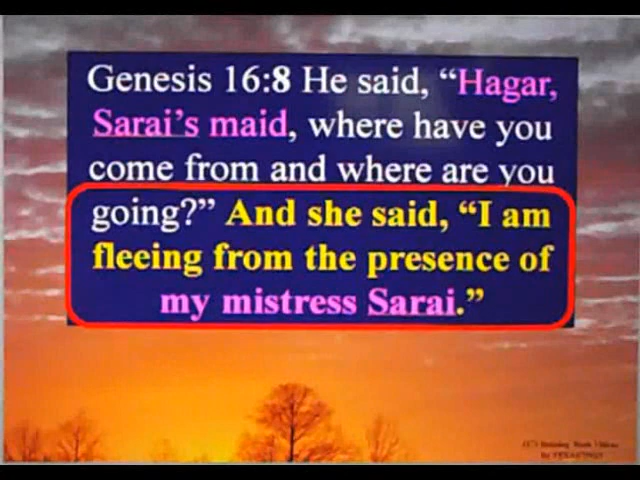 Genesis 16:8 He said, “Hagar,
Sarai’s maid, where have you
come from and where are you
going?” And she said, “I am
fleeing from the presence of
my mistress Sarai.”